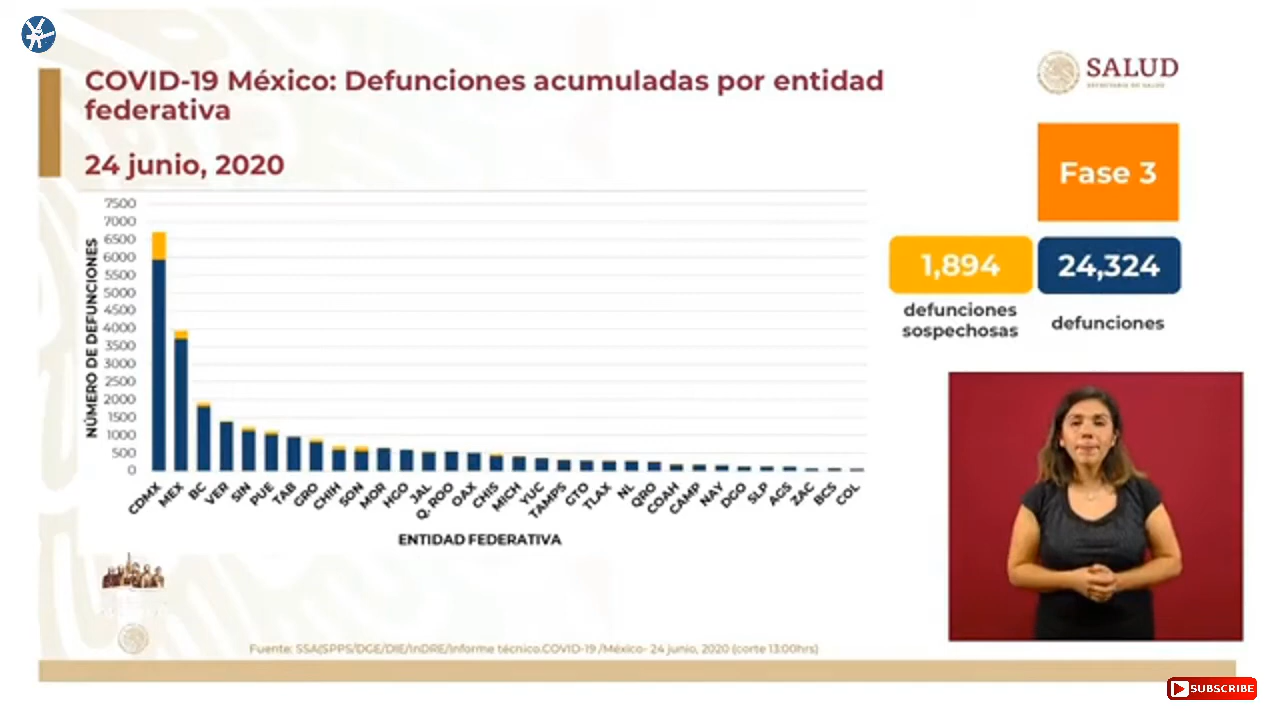 COVID-19 México: Defunciones acumuladas por entidad
federativa
24 junio, 2020
SALUD
SECRETARÍA DE SALUD
Fase 3
1,894
24,324
defunciones
sospechosas
defunciones
NÚMERO DE DEFUNCIONES
7500
7000
6500
6000
5500
5000
4500
4000
3500
3000
2500
2000
1500
1000
500
0
CDMX
MEX
BC
VER
SIN
PUE
TAB
GRO
CHIH
SON
MOR
HGO
JAL
Q. ROO
OAX
CHIS
MICH
YUC
TAMPS
GTO
TLAX
NL
QRO
COAH
CAMP
NAY
DGO
SLP
AGS
ZAC
BCS
COL
ENTIDAD FEDERATIVA
Fuente: SSA(SPPS/DGE/DIE/InDRE/Informe técnico.COVID-19 /México- 24 junio, 2020 (corte 13:00hrs)
SUBSCRIBE